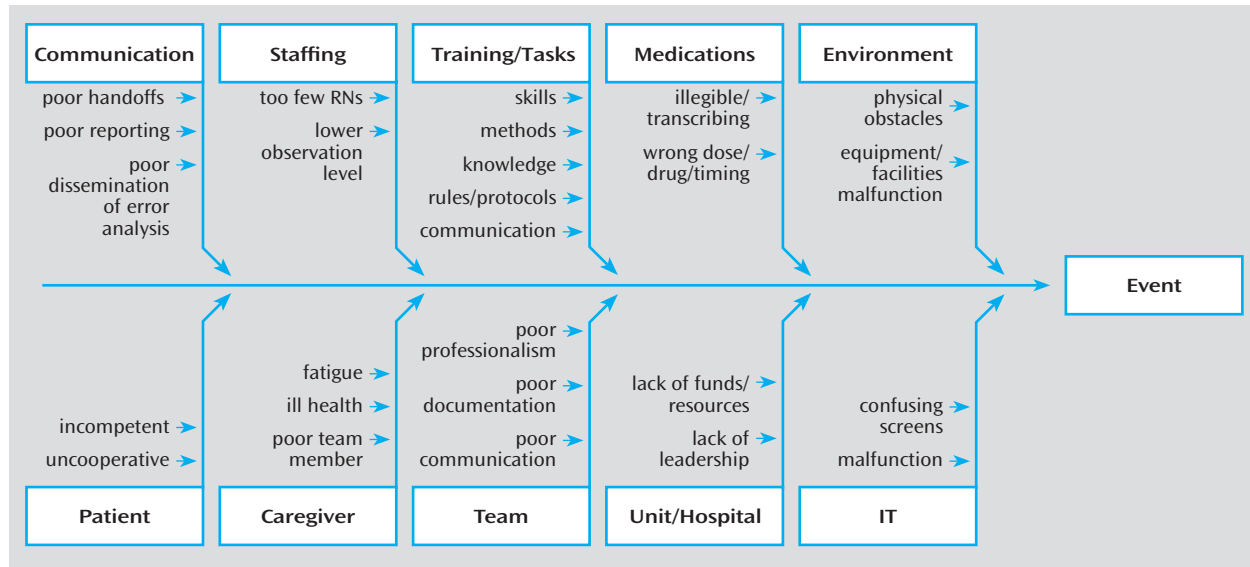 Communication
poor handoffs
poor reporting
poor
dissemination
of error
analysis
Staffing
too few RNs
lower
observation
level
Training/Tasks
skills
methods
knowledge
rules/protocols
communication
Medications
illegible/
transcribing
wrong dose/
drug/timing
Environment
physical
obstacles
equipment/
facilities
malfunction
Event
incompetent
uncooperative
Patient
fatigue
ill health
poor team
member
Caregiver
poor
professionalism
poor
documentation
poor
communication
Team
lack of funds/
resources
lack of
leadership
Unit/Hospital
confusing
screens
malfunction
IT